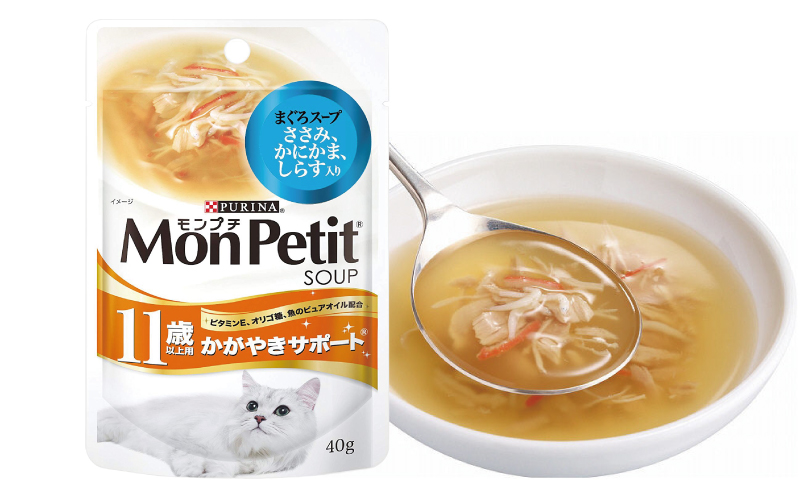 まぐろスープ
ささみ、
かにかま、
しらす入り
イメージ
PURINA®
モンプチ
MonPetit®
SOUP
ビタミンE、オリゴ糖、魚のピュアオイル配合
11歳以上用
かがやきサポート®
40g